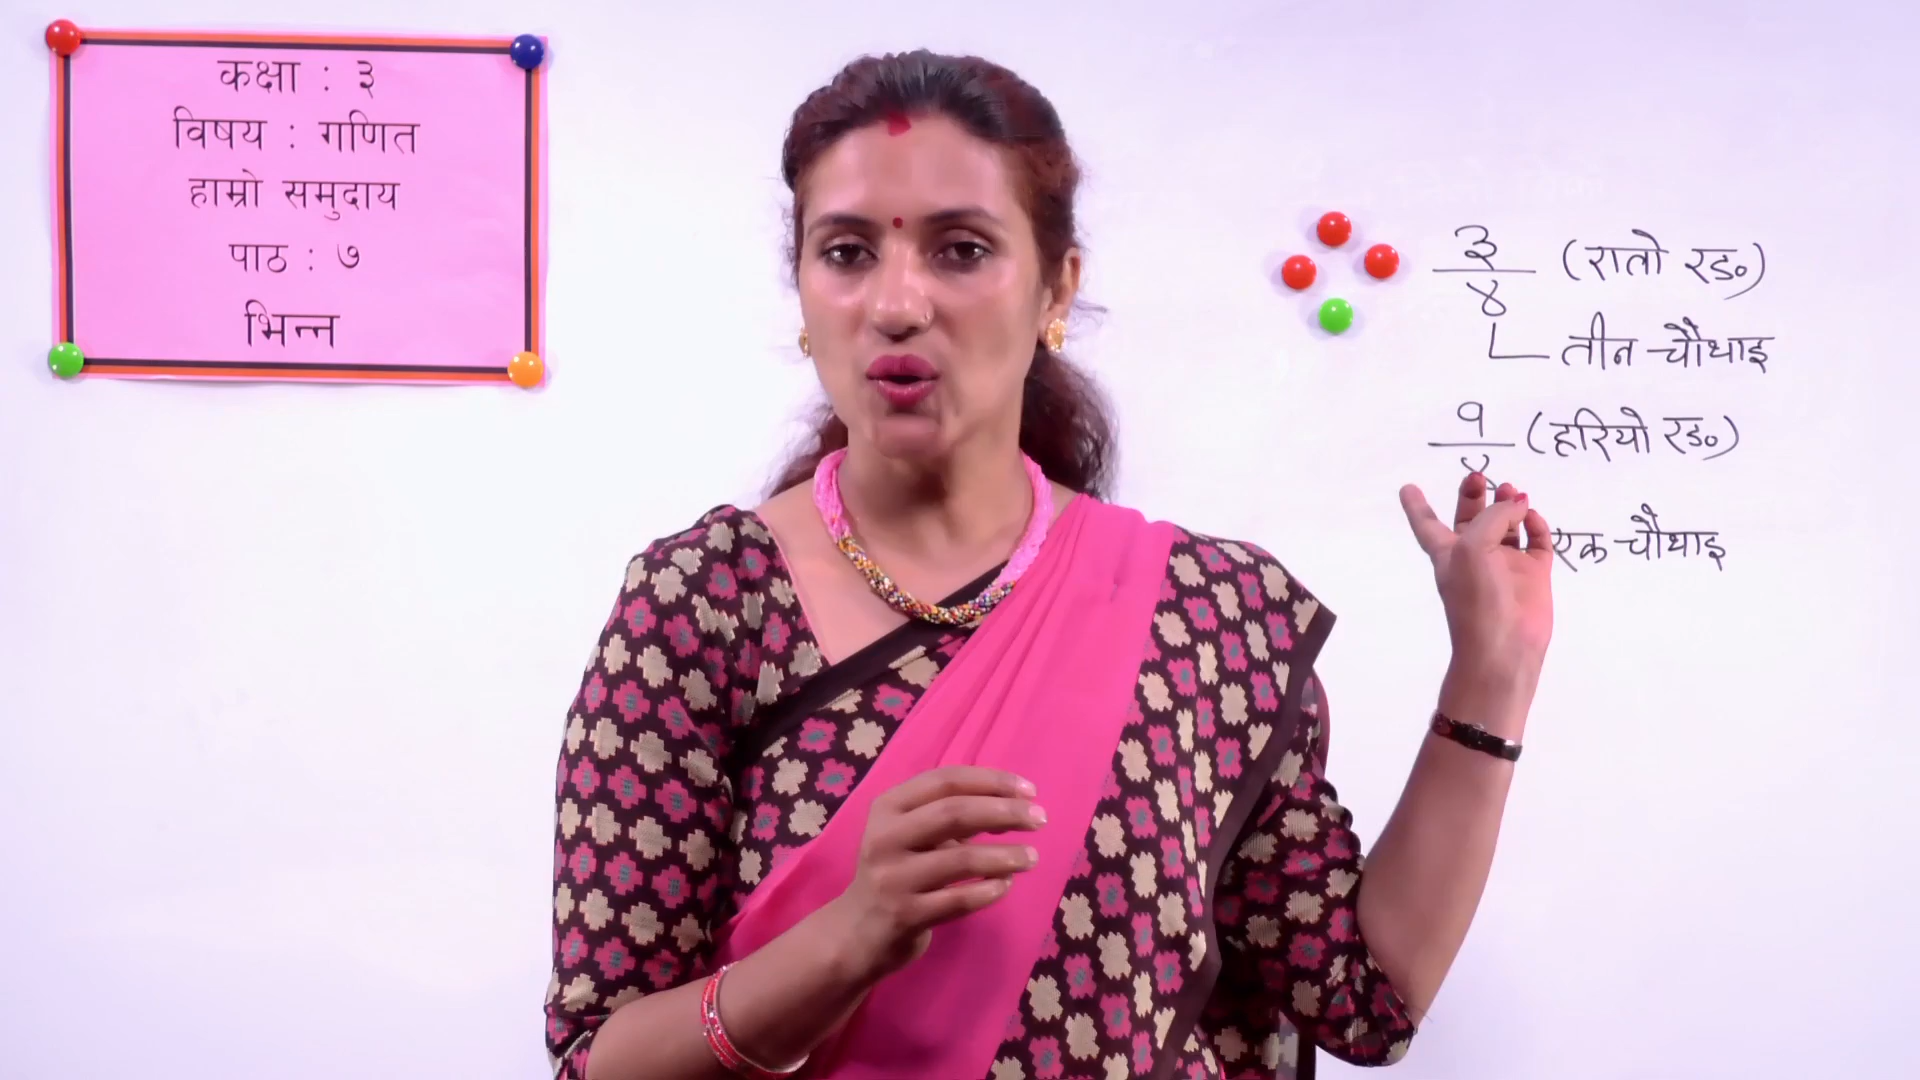 कक्षा : ३
विषय : गणित
हाम्रो समुदाय
पाठ : ७
भिन्न
३
४
(रातो रङ)
तीन चौथाइ
१
४
(हरियो रङ)
एक चौथाइ